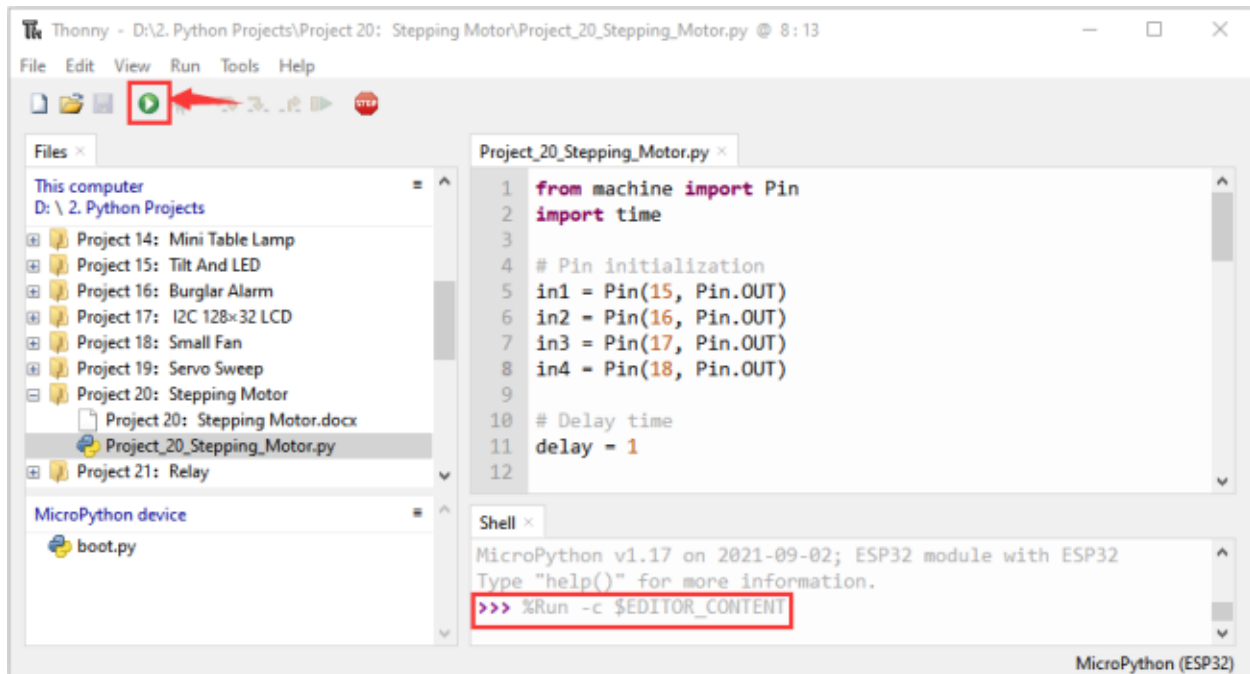 Thonny - D:\2. Python Projects\Project 20: Stepping Motor\Project_20_Stepping_Motor.py @ 8:13
File Edit View Run Tools Help
STOP
Files
This computer
D: \ 2. Python Projects
Project 14: Mini Table Lamp
Project 15: Tilt And LED
Project 16: Burglar Alarm
Project 17: I2C 128×32 LCD
Project 18: Small Fan
Project 19: Servo Sweep
Project 20: Stepping Motor
Project 20: Stepping Motor.docx
Project_20_Stepping_Motor.py
Project 21: Relay
MicroPython device
boot.py
Project_20_Stepping_Motor.py
1 from machine import Pin
2 import time
3
4 # Pin initialization
5 in1 = Pin(15, Pin.OUT)
6 in2 = Pin(16, Pin.OUT)
7 in3 = Pin(17, Pin.OUT)
8 in4 = Pin(18, Pin.OUT)
9
10 # Delay time
11 delay = 1
12
Shell
MicroPython v1.17 on 2021-09-02; ESP32 module with ESP32
Type "help()" for more information.
>>> %Run -c $EDITOR_CONTENT
MicroPython (ESP32)